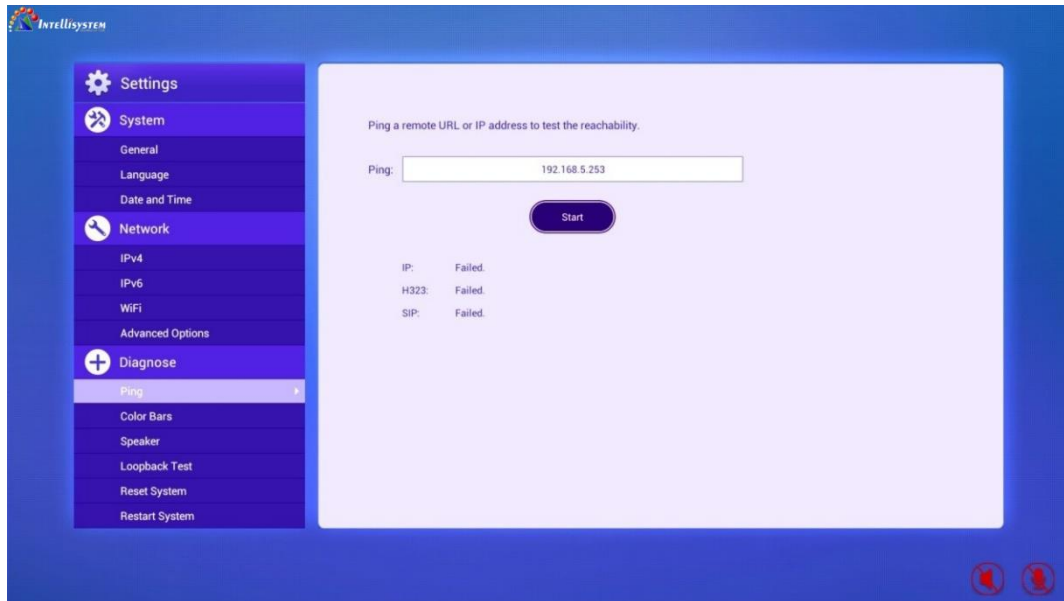 INTELLISYSTEM
Settings
System
General
Language
Date and Time
Network
IPv4
IPv6
WiFi
Advanced Options
Diagnose
Ping
Color Bars
Speaker
Loopback Test
Reset System
Restart System
Ping a remote URL or IP address to test the reachability.
Ping: 192.168.5.253
Start
IP: Failed.
H323: Failed.
SIP: Failed.